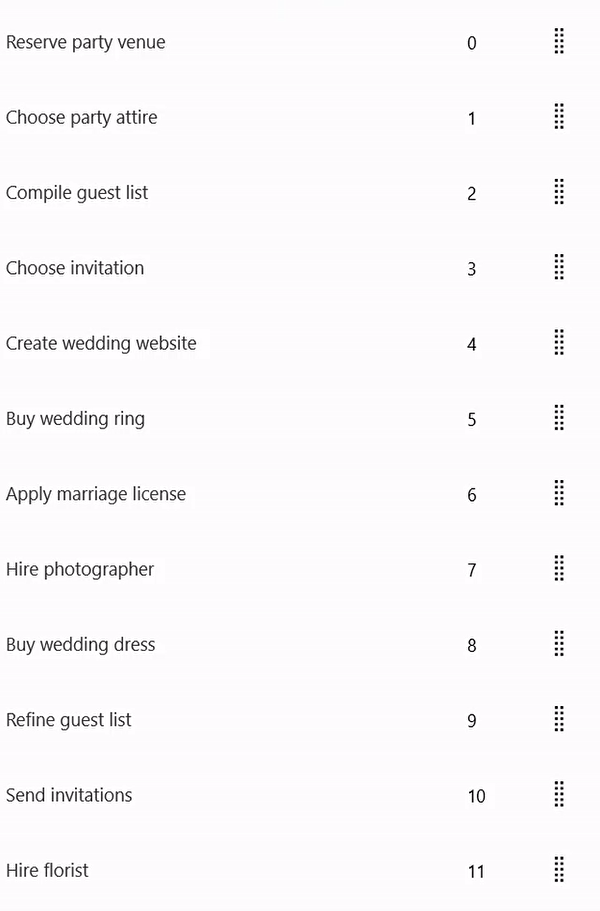 Reserve party venue 0
Choose party attire 1
Compile guest list 2
Choose invitation 3
Create wedding website 4
Buy wedding ring 5
Apply marriage license 6
Hire photographer 7
Buy wedding dress 8
Refine guest list 9
Send invitations 10
Hire florist 11